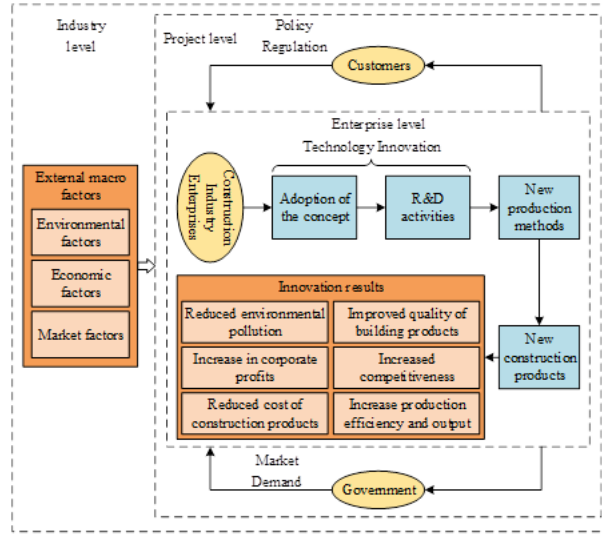 Industry
level
Project level
Policy
Regulation
Customers
Enterprise level
Technology Innovation
External macro
factors
Environmental
factors
Economic
factors
Market factors
Construction
Industry
Enterprises
Adoption of
the concept
R&D
activities
New
production
methods
Innovation results
Reduced environmental
pollution
Improved quality of
building products
Increase in corporate
profits
Increased
competitiveness
Reduced cost of
construction products
Increase production
efficiency and output
New
construction
products
Market
Demand
Government